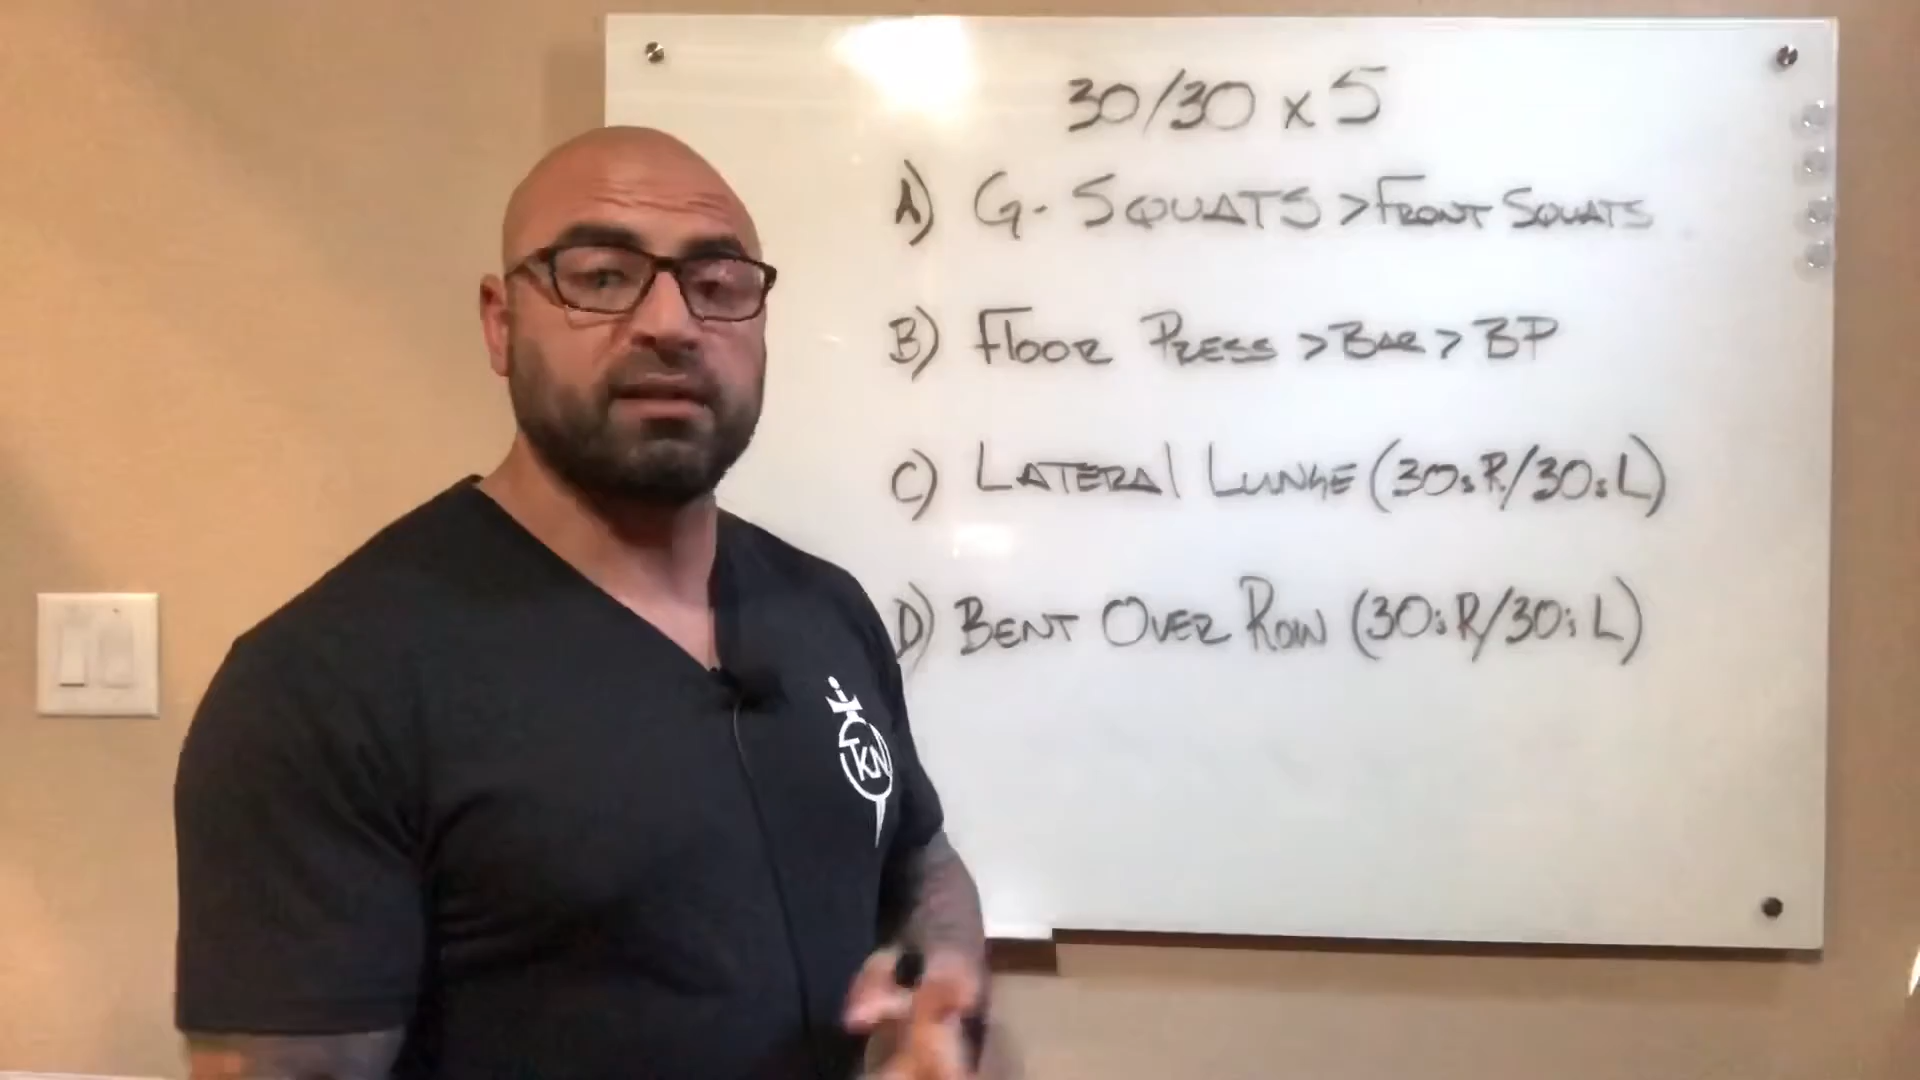 30/30 x 5
A) G- SQUATS > FRONT SQUATS
B) FLOOR PRESS > BAR > BP
C) LATERAL LUNGE (30s R/30s L)
D) BENT OVER ROW (30s R/30s L)
TKN